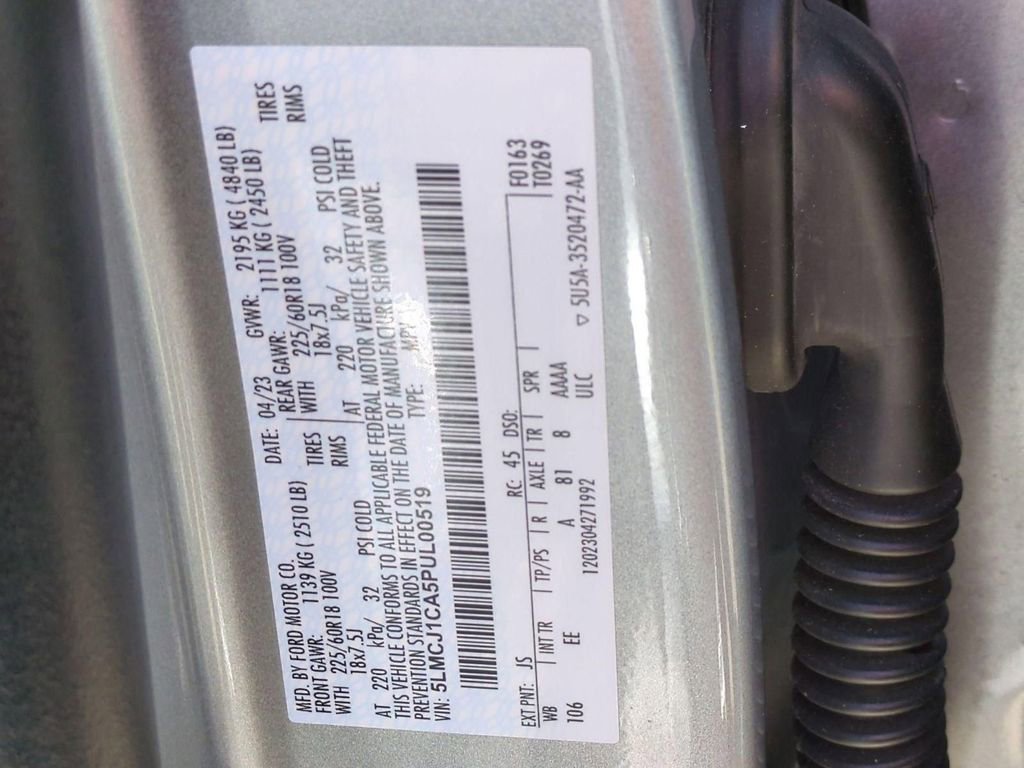 MFD. BY FORD MOTOR CO.
DATE: 04/23 GVWR: 2195 KG ( 4840 LB)
FRONT GAWR: 1139 KG ( 2510 LB) REAR GAWR: 1111 KG ( 2450 LB)
WITH 225/60R18 100V TIRES WITH 225/60R18 100V TIRES
18x7.5J RIMS 18x7.5J RIMS
AT 220 kPa/ 32 PSI COLD AT 220 kPa/ 32 PSI COLD
THIS VEHICLE CONFORMS TO ALL APPLICABLE FEDERAL MOTOR VEHICLE SAFETY AND THEFT
PREVENTION STANDARDS IN EFFECT ON THE DATE OF MANUFACTURE SHOWN ABOVE.
VIN: 5LMCJ1CA5PUL00519 TYPE: MPV
EXT PNT: JS RC: 45 DSO: F0163
WB INT TR TP/PS R AXLE TR SPR T0269
106 EE A 81 8 AAAA
1202304271992 ULC ▽ 5U5A-3520472-AA